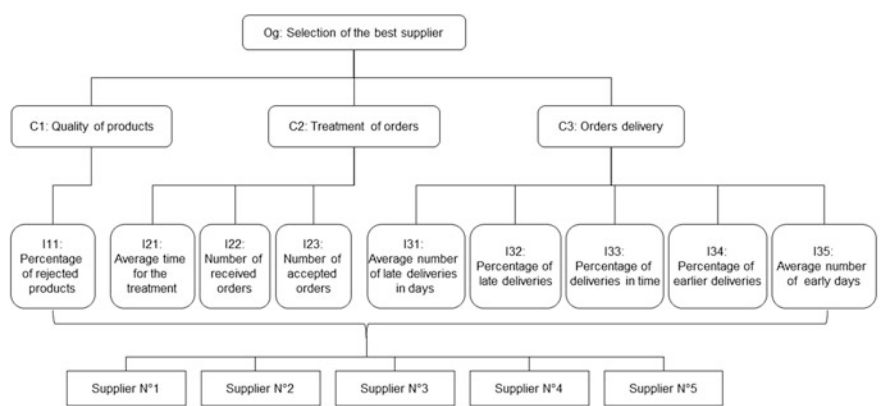 Og: Selection of the best supplier
C1: Quality of products
C2: Treatment of orders
C3: Orders delivery
I11:
Percentage
of rejected
products
I21:
Average time
for the
treatment
I22:
Number of
received
orders
I23:
Number of
accepted
orders
I31:
Average number
of late deliveries
in days
I32:
Percentage of
late deliveries
I33:
Percentage of
deliveries in time
I34:
Percentage of
earlier deliveries
I35:
Average number
of early days
Supplier N°1
Supplier N°2
Supplier N°3
Supplier N°4
Supplier N°5